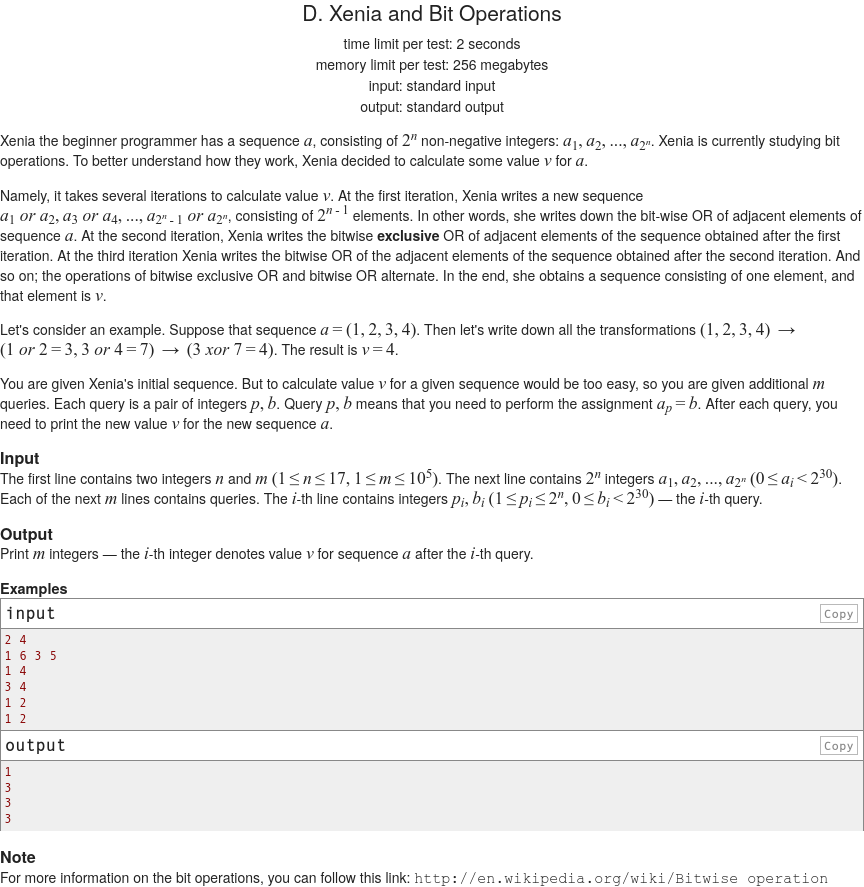 D. Xenia and Bit Operations
time limit per test: 2 seconds
memory limit per test: 256 megabytes
input: standard input
output: standard output
Xenia the beginner programmer has a sequence a, consisting of 2^n non-negative integers: a_1, a_2, ..., a_{2^n}. Xenia is currently studying bit
operations. To better understand how they work, Xenia decided to calculate some value v for a.
Namely, it takes several iterations to calculate value v. At the first iteration, Xenia writes a new sequence
a_1 or a_2, a_3 or a_4, ..., a_{2^n - 1} or a_{2^n}, consisting of 2^{n - 1} elements. In other words, she writes down the bit-wise OR of adjacent elements of
sequence a. At the second iteration, Xenia writes the bitwise exclusive OR of adjacent elements of the sequence obtained after the first
iteration. At the third iteration Xenia writes the bitwise OR of the adjacent elements of the sequence obtained after the second iteration. And
so on; the operations of bitwise exclusive OR and bitwise OR alternate. In the end, she obtains a sequence consisting of one element, and
that element is v.
Let's consider an example. Suppose that sequence a = (1, 2, 3, 4). Then let's write down all the transformations (1, 2, 3, 4) →
(1 or 2 = 3, 3 or 4 = 7) → (3 xor 7 = 4). The result is v = 4.
You are given Xenia's initial sequence. But to calculate value v for a given sequence would be too easy, so you are given additional m
queries. Each query is a pair of integers p, b. Query p, b means that you need to perform the assignment a_p = b. After each query, you
need to print the new value v for the new sequence a.
Input
The first line contains two integers n and m (1 ≤ n ≤ 17, 1 ≤ m ≤ 10^5). The next line contains 2^n integers a_1, a_2, ..., a_{2^n} (0 ≤ a_i < 2^{30}).
Each of the next m lines contains queries. The i-th line contains integers p_i, b_i (1 ≤ p_i ≤ 2^n, 0 ≤ b_i < 2^{30}) — the i-th query.
Output
Print m integers — the i-th integer denotes value v for sequence a after the i-th query.
Examples
input Copy
2 4
1 6 3 5
1 4
3 4
1 2
1 2
output Copy
1
3
3
3
Note
For more information on the bit operations, you can follow this link: http://en.wikipedia.org/wiki/Bitwise_operation